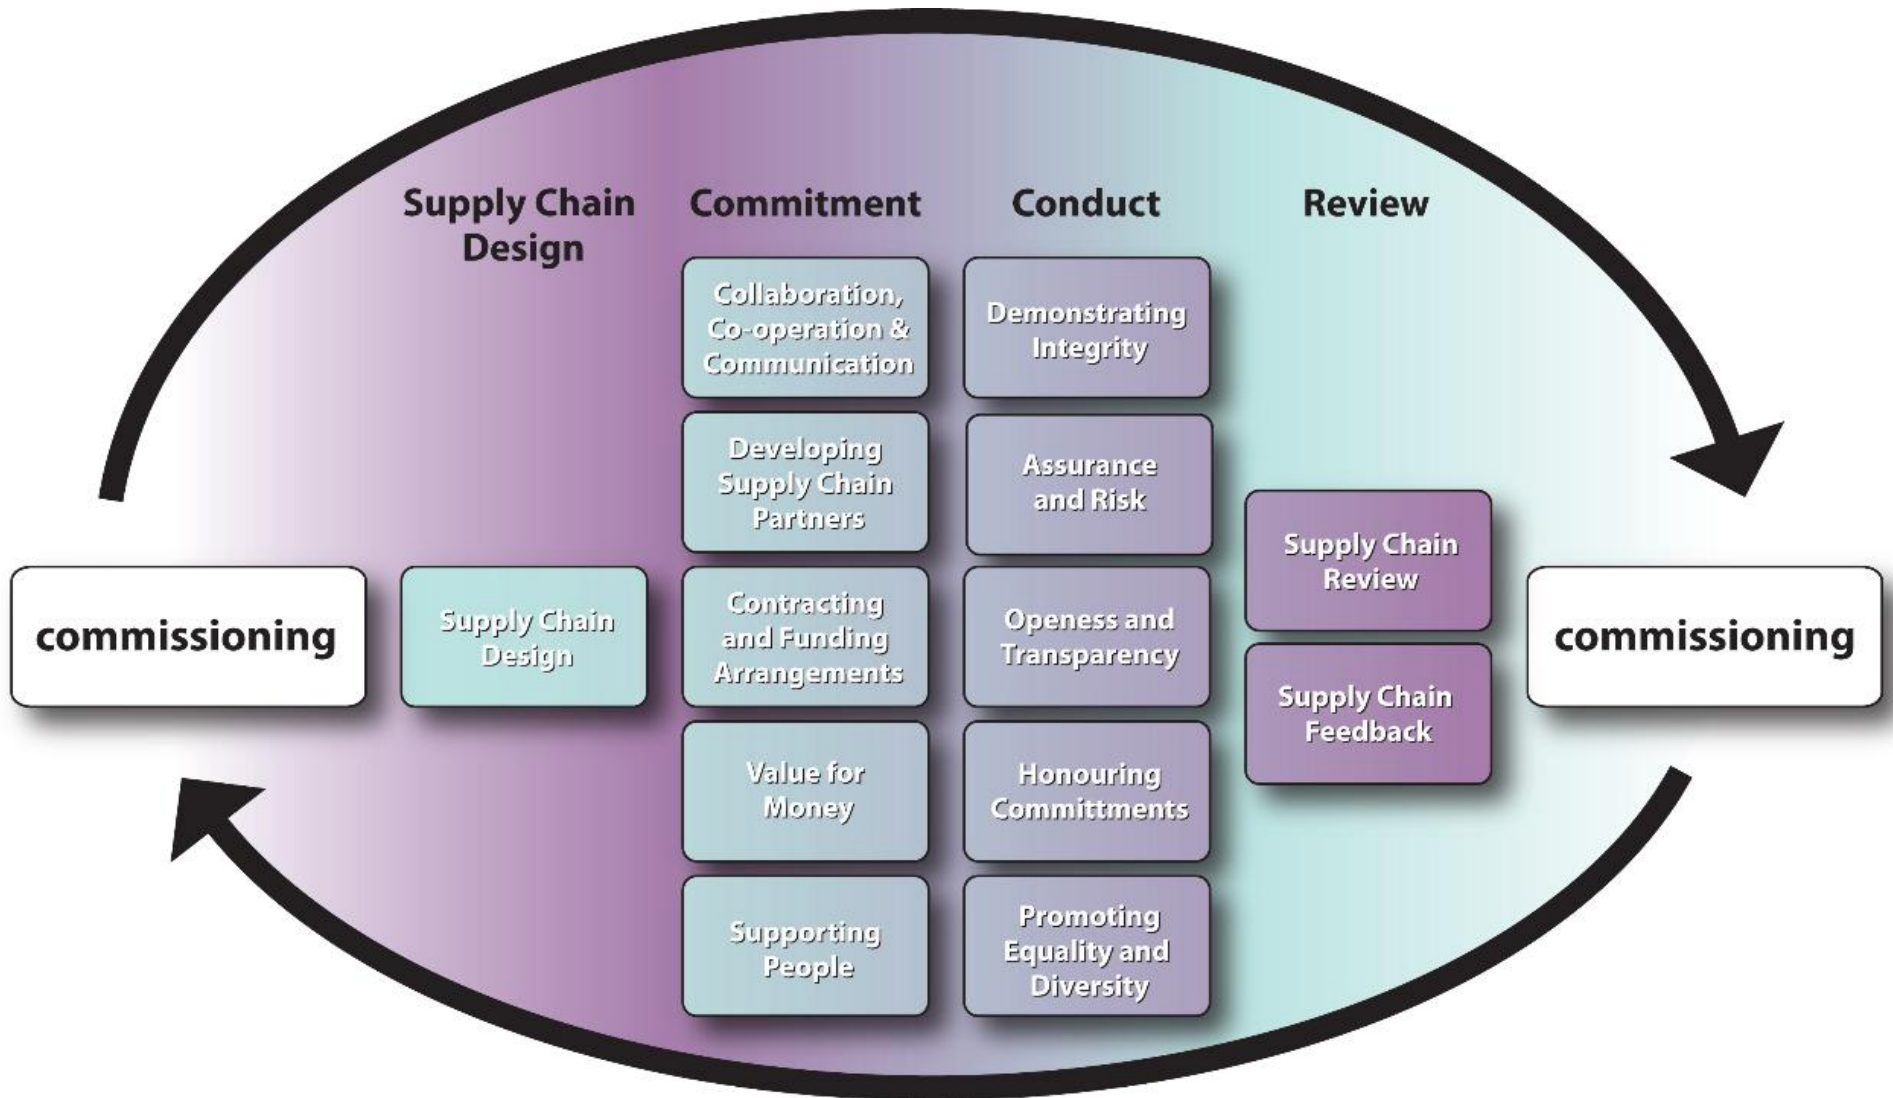 Supply Chain
Design
Commitment
Conduct
Review
commissioning
Supply Chain
Design
Collaboration,
Co-operation &
Communication
Developing
Supply Chain
Partners
Contracting
and Funding
Arrangements
Value for
Money
Supporting
People
Demonstrating
Integrity
Assurance
and Risk
Openess and
Transparency
Honouring
Committments
Promoting
Equality and
Diversity
Supply Chain
Review
Supply Chain
Feedback
commissioning